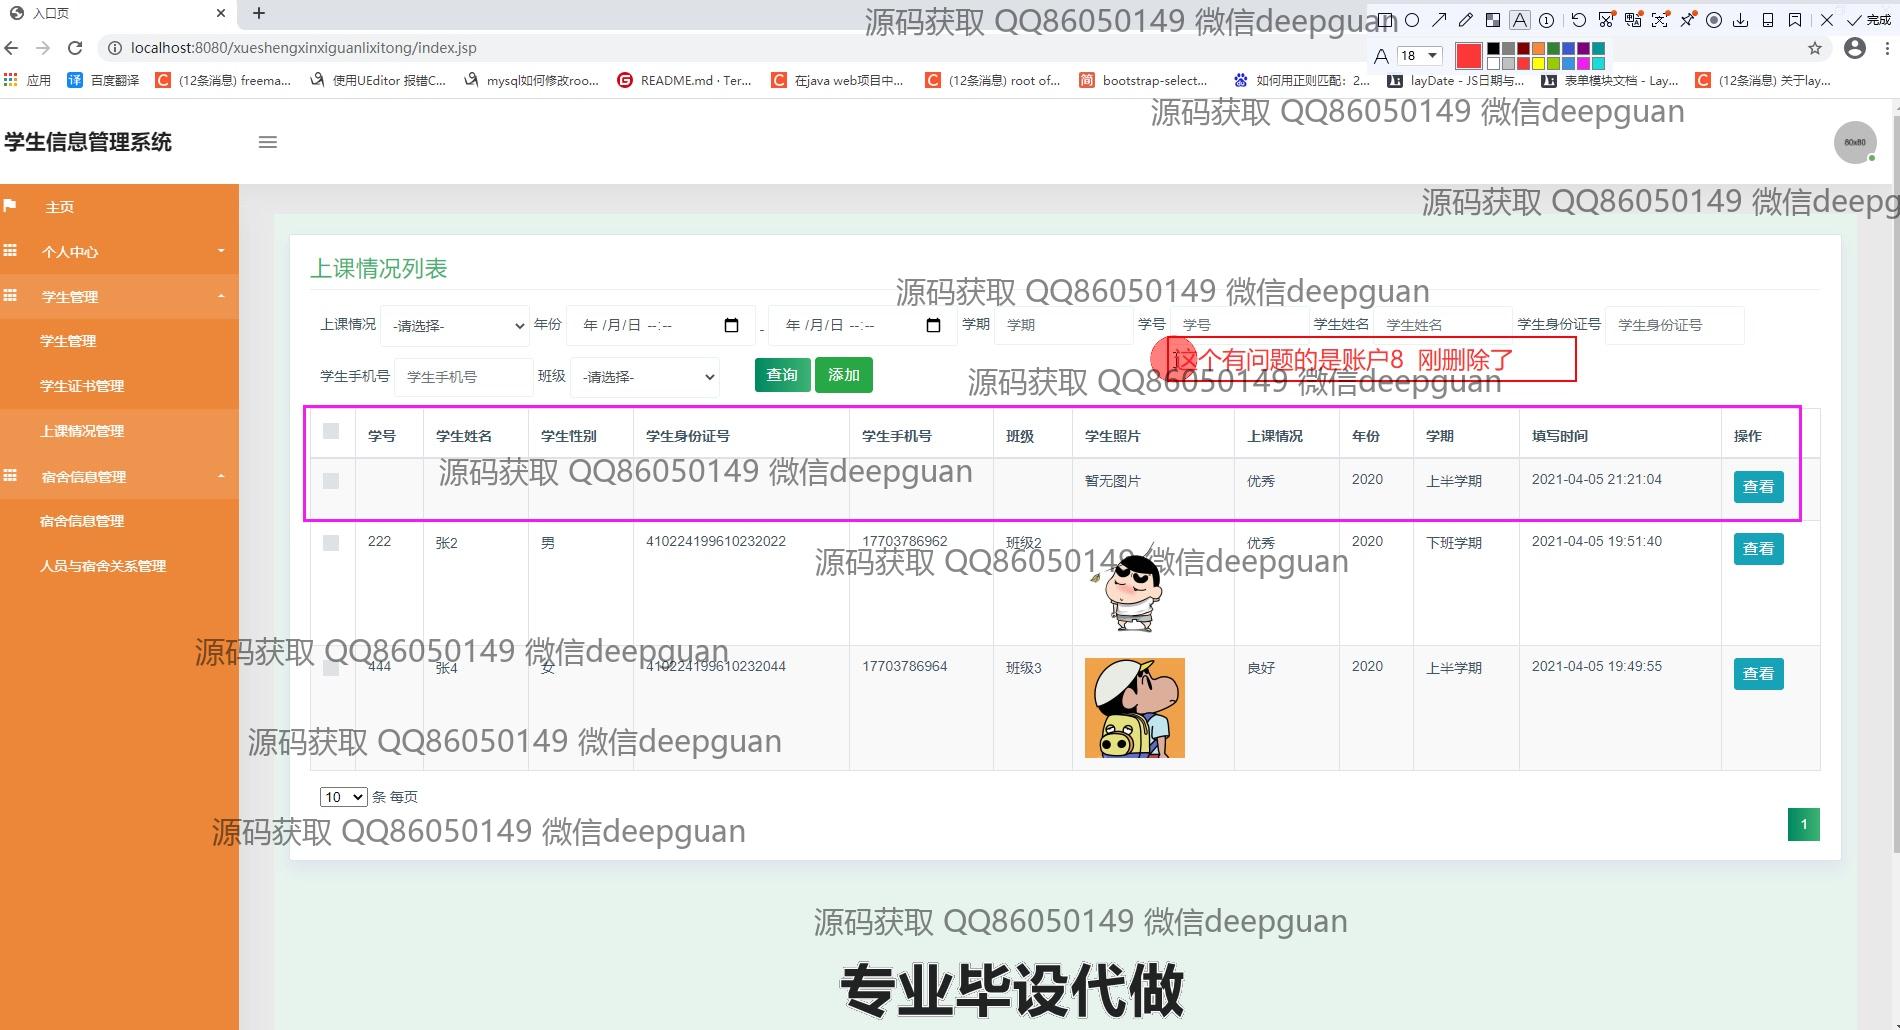 入口页
源码获取 QQ86050149 微信deepguan
完成
localhost:8080/xueshengxinxiguanlixitong/index.jsp
18
应用
百度翻译
(12条消息) freema...
使用UEditor 报错C...
mysql如何修改roo...
README.md · Ter...
在java web项目中...
(12条消息) root of...
bootstrap-select...
如何用正则匹配：2...
layDate - JS日期与...
表单模块文档 - Lay...
(12条消息) 关于lay...
源码获取 QQ86050149 微信deepguan
学生信息管理系统
80x80
源码获取 QQ86050149 微信deepg
主页
个人中心
学生管理
学生管理
学生证书管理
上课情况管理
宿舍信息管理
宿舍信息管理
人员与宿舍关系管理
上课情况列表
源码获取 QQ86050149 微信deepguan
上课情况 -请选择- 年份 年 /月/日 --:-- - 年 /月/日 --:-- 学期 学期 学号 学号 学生姓名 学生姓名 学生身份证号 学生身份证号
这个有问题的是账户8 刚删除了
学生手机号 学生手机号 班级 -请选择- 查询 添加
源码获取 QQ86050149 微信deepguan
学号 学生姓名 学生性别 学生身份证号 学生手机号 班级 学生照片 上课情况 年份 学期 填写时间 操作
源码获取 QQ86050149 微信deepguan
暂无图片 优秀 2020 上半学期 2021-04-05 21:21:04 查看
222 张2 男 410224199610232022 17703786962 班级2 优秀 2020 下班学期 2021-04-05 19:51:40 查看
源码获取 QQ86050149 微信deepguan
源码获取 QQ86050149 微信deepguan
444 张4 女 410224199610232044 17703786964 班级3 良好 2020 上半学期 2021-04-05 19:49:55 查看
源码获取 QQ86050149 微信deepguan
10 条 每页
源码获取 QQ86050149 微信deepguan
1
源码获取 QQ86050149 微信deepguan
专业毕设代做